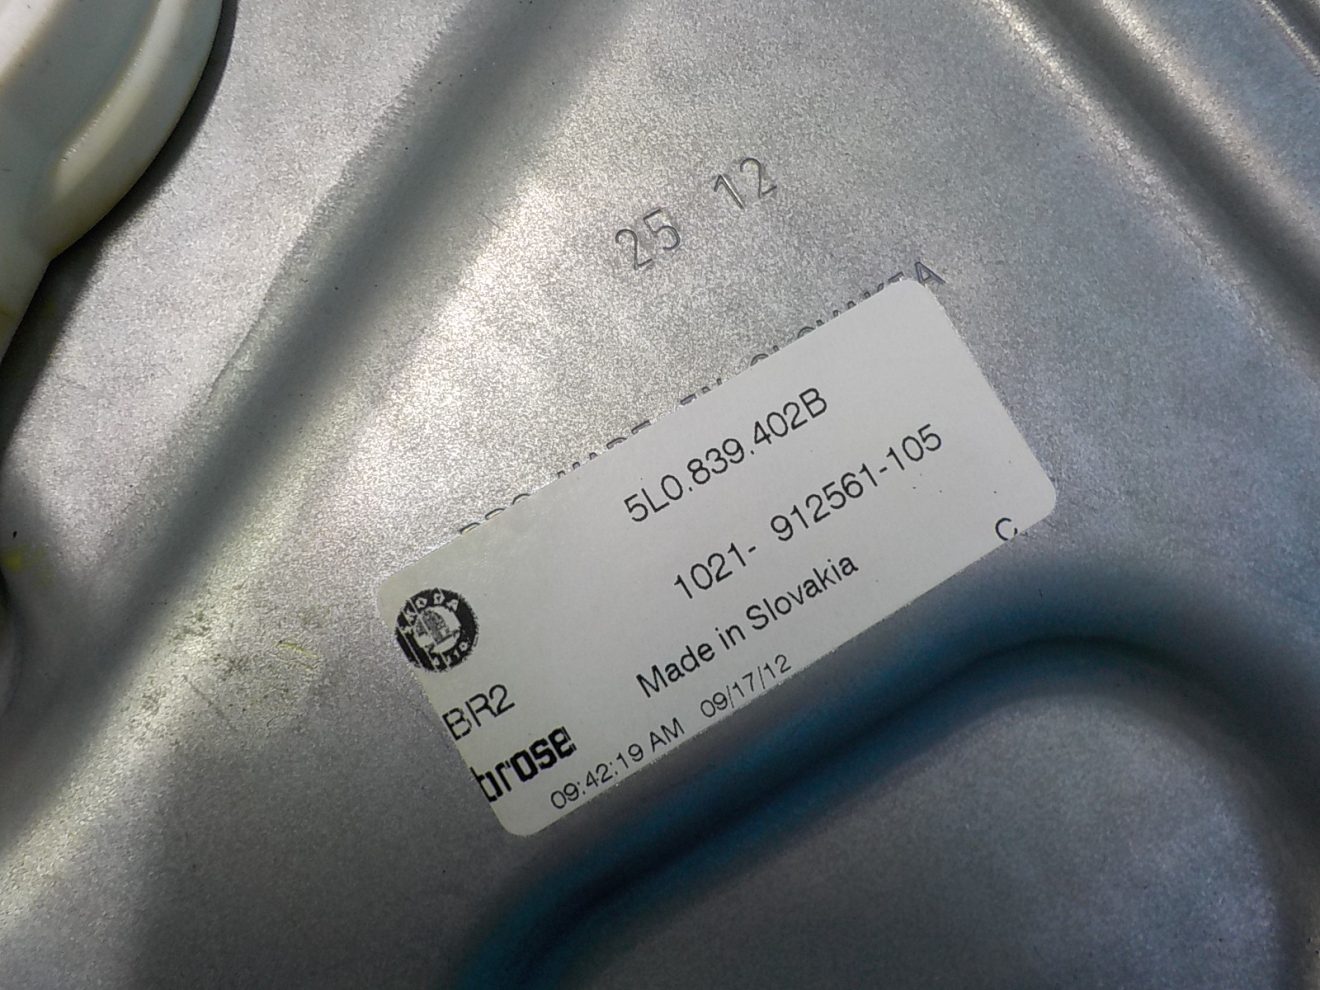 25 12
5L0.839.402B
1021- 912561-105
Made in Slovakia
C
SKODA
BR2
brose
09:42:19 AM 09/17/12